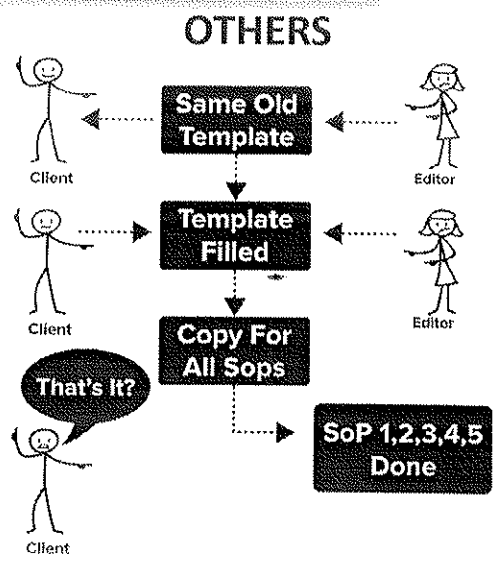 OTHERS
Same Old
Template
Client
Editor
Template
Filled
Client
Editor
Copy For
All Sops
That's It?
SoP 1,2,3,4,5
Done
Client